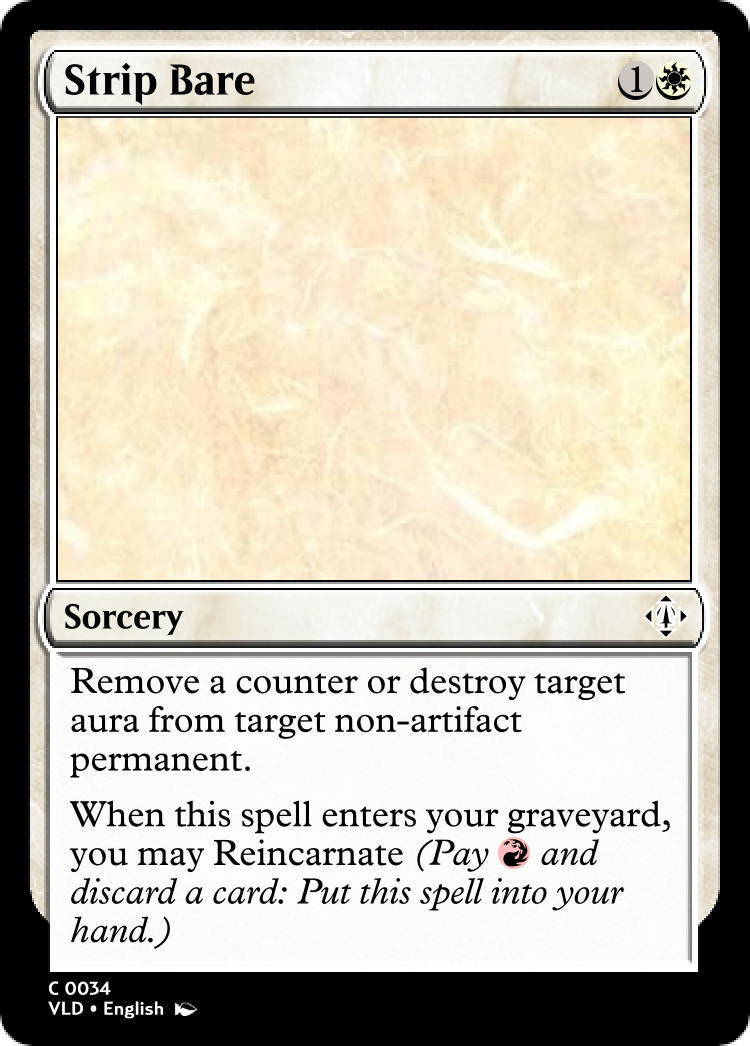 Strip Bare 1
Sorcery
Remove a counter or destroy target
aura from target non-artifact
permanent.
When this spell enters your graveyard,
you may Reincarnate (Pay and
discard a card: Put this spell into your
hand.)
C 0034
VLD • English